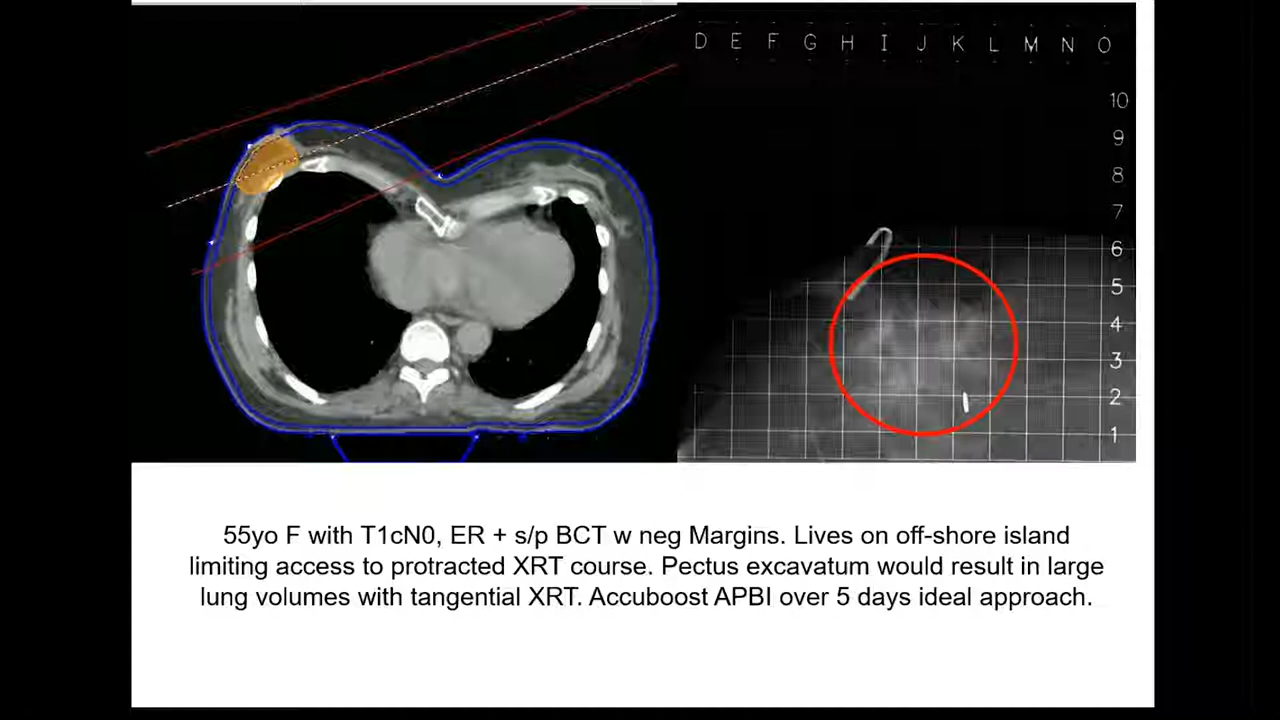 D E F G H I J K L M N O
10
9
8
7
6
5
4
3
2
1
55yo F with T1cN0, ER + s/p BCT w neg Margins. Lives on off-shore island
limiting access to protracted XRT course. Pectus excavatum would result in large
lung volumes with tangential XRT. Accuboost APBI over 5 days ideal approach.